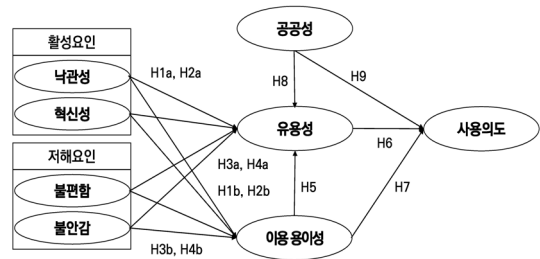 활성요인
낙관성
혁신성
저해요인
불편함
불안감
공공성
유용성
이용 용이성
사용의도
H1a, H2a
H8
H9
H6
H3a, H4a
H1b, H2b
H5
H7
H3b, H4b